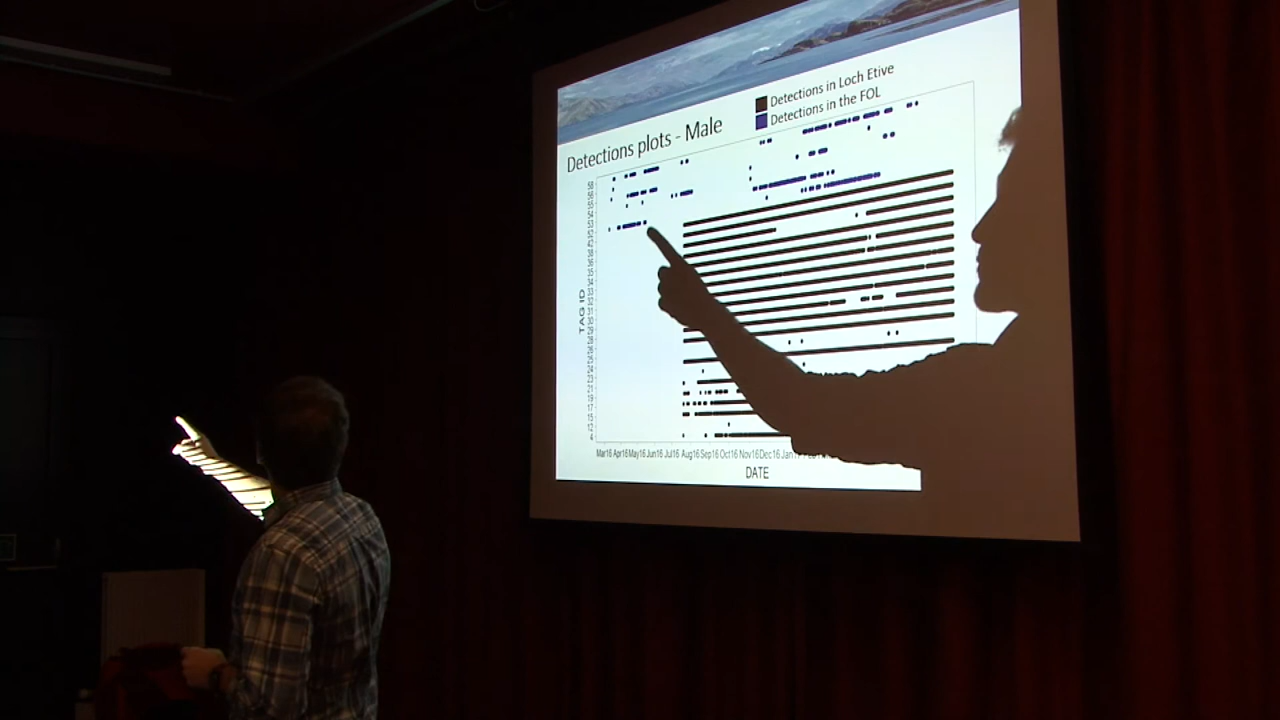 Detections in Loch Etive
Detections in the FOL
Detections plots - Male
TAG ID
Mar16 Apr16 May16 Jun16 Jul16 Aug16 Sep16 Oct16 Nov16 Dec16
DATE